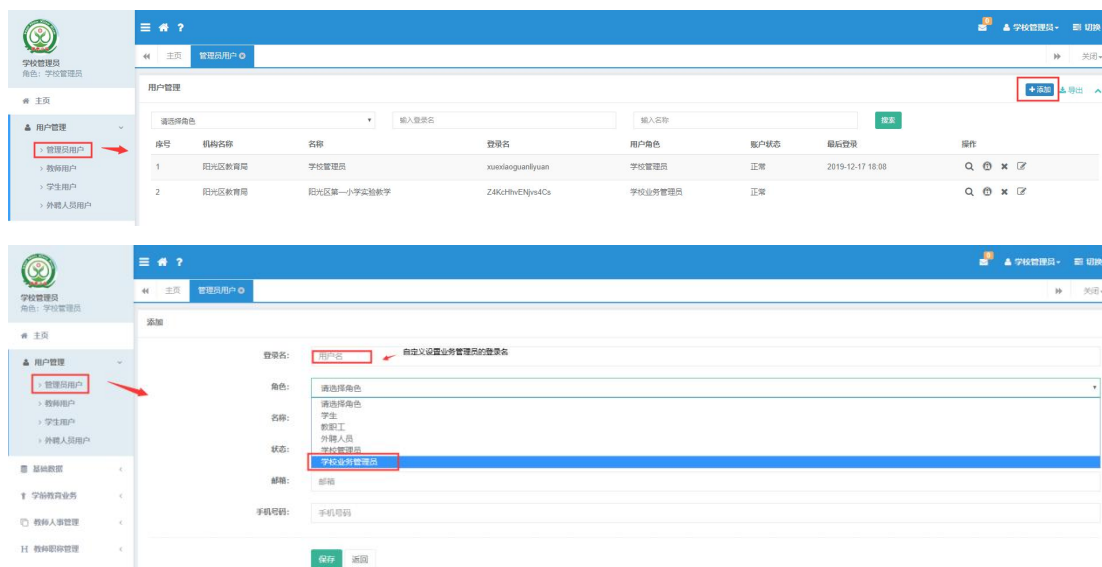 0 学校管理员 切换
学校管理员
角色：学校管理员
主页 管理员用户 关闭
用户管理 +添加 导出
主页
用户管理
请选择角色 输入登录名 输入名称 搜索
> 管理员用户
序号 机构名称 名称 登录名 用户角色 账户状态 最后登录 操作
> 教师用户
1 阳光区教育局 学校管理员 xuexiaoguanliyuan 学校管理员 正常 2019-12-17 18:08
> 学生用户
2 阳光区教育局 阳光区第一小学实验教学 Z4KcHhvENjvs4Cs 学校业务管理员 正常
> 外聘人员用户
0 学校管理员 切换
学校管理员
角色：学校管理员
主页 管理员用户 关闭
添加
主页
登录名: 用户名 自定义设置业务管理员的登录名
用户管理
> 管理员用户
角色: 请选择角色
> 教师用户
请选择角色
> 学生用户
名称: 学生
教职工
> 外聘人员用户
外聘人员
状态: 学校管理员
学校业务管理员
基础数据
邮箱: 邮箱
学前教育业务
手机号码: 手机号码
教师人事管理
教师职称管理
保存 返回